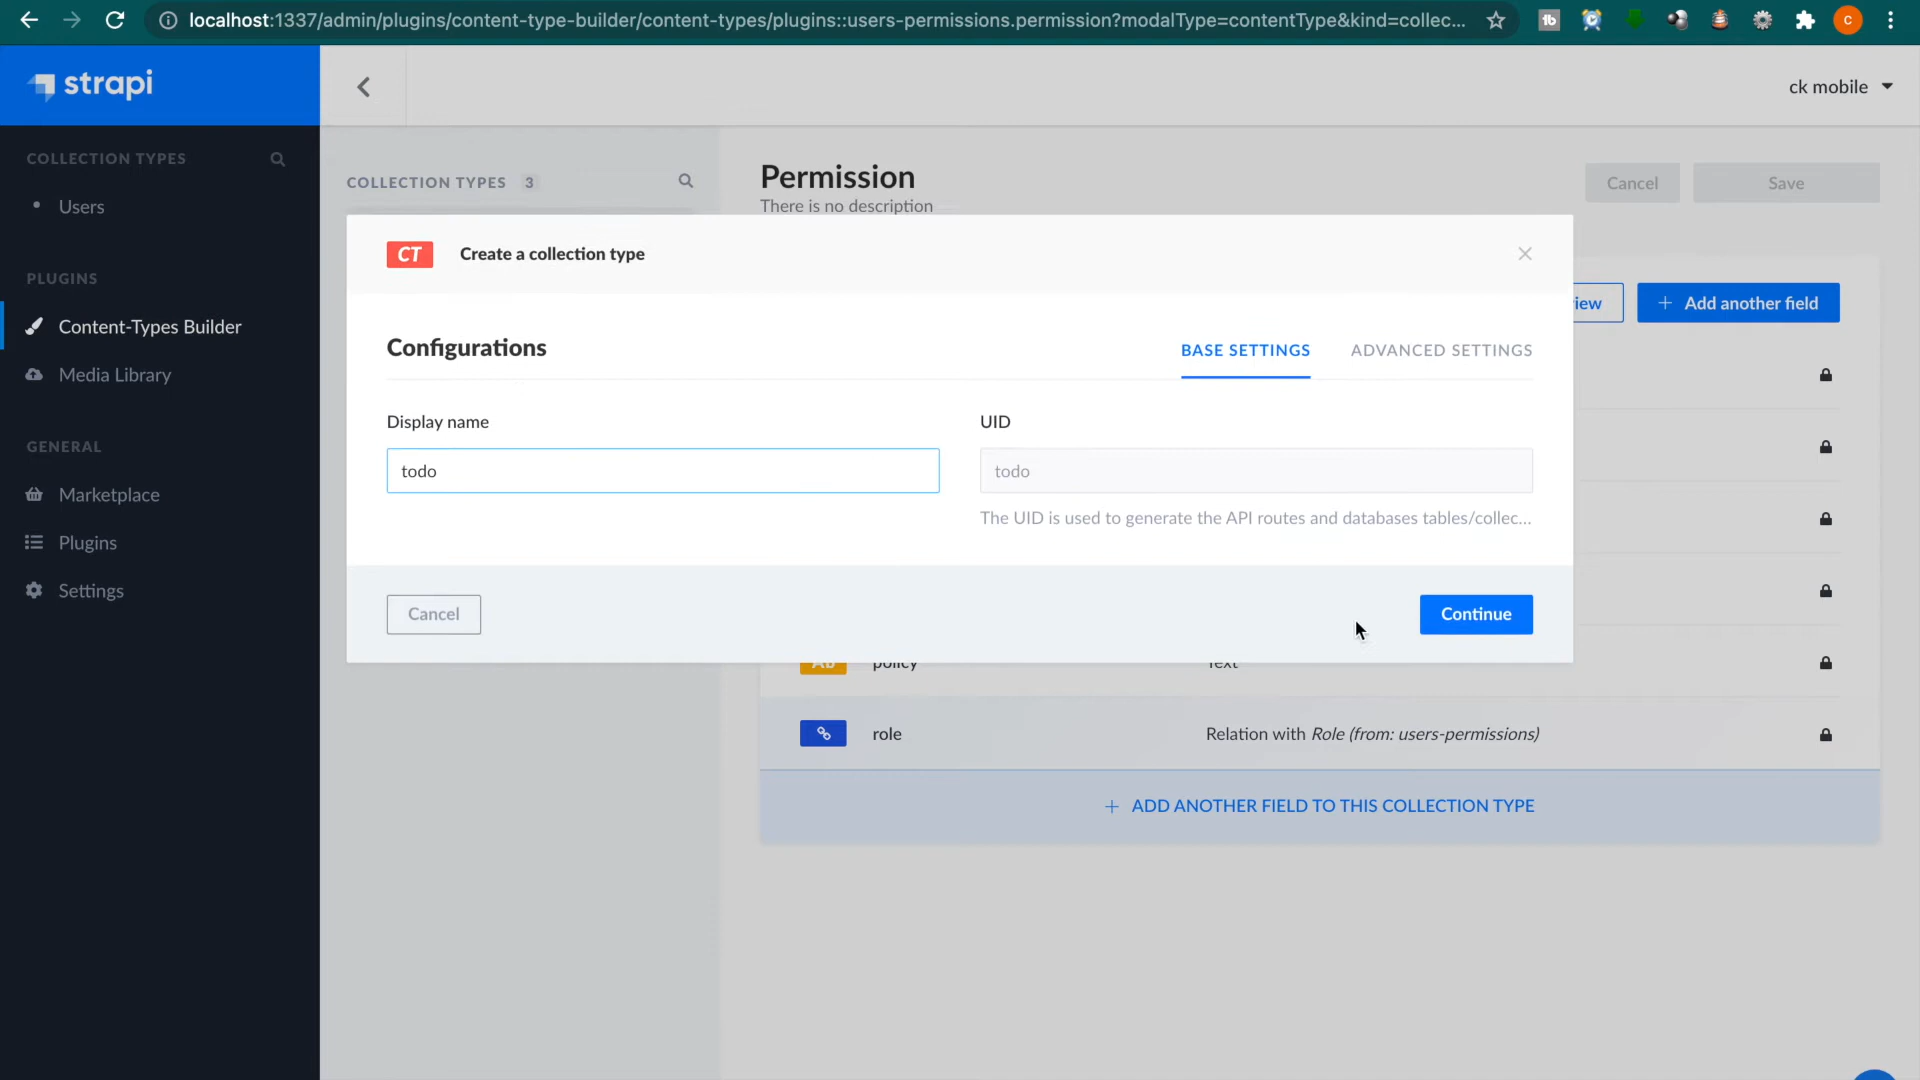 localhost:1337/admin/plugins/content-type-builder/content-types/plugins::users-permissions.permission?modalType=contentType&kind=collec...
tb
C
strapi
ck mobile
COLLECTION TYPES
Users
PLUGINS
Content-Types Builder
Media Library
GENERAL
Marketplace
Plugins
Settings
COLLECTION TYPES 3
Permission
There is no description
Cancel
Save
Add another field
CT
Create a collection type
Configurations
BASE SETTINGS
ADVANCED SETTINGS
Display name
todo
UID
todo
The UID is used to generate the API routes and databases tables/collec...
Cancel
Continue
Ab policy Text
role Relation with Role (from: users-permissions)
+ ADD ANOTHER FIELD TO THIS COLLECTION TYPE